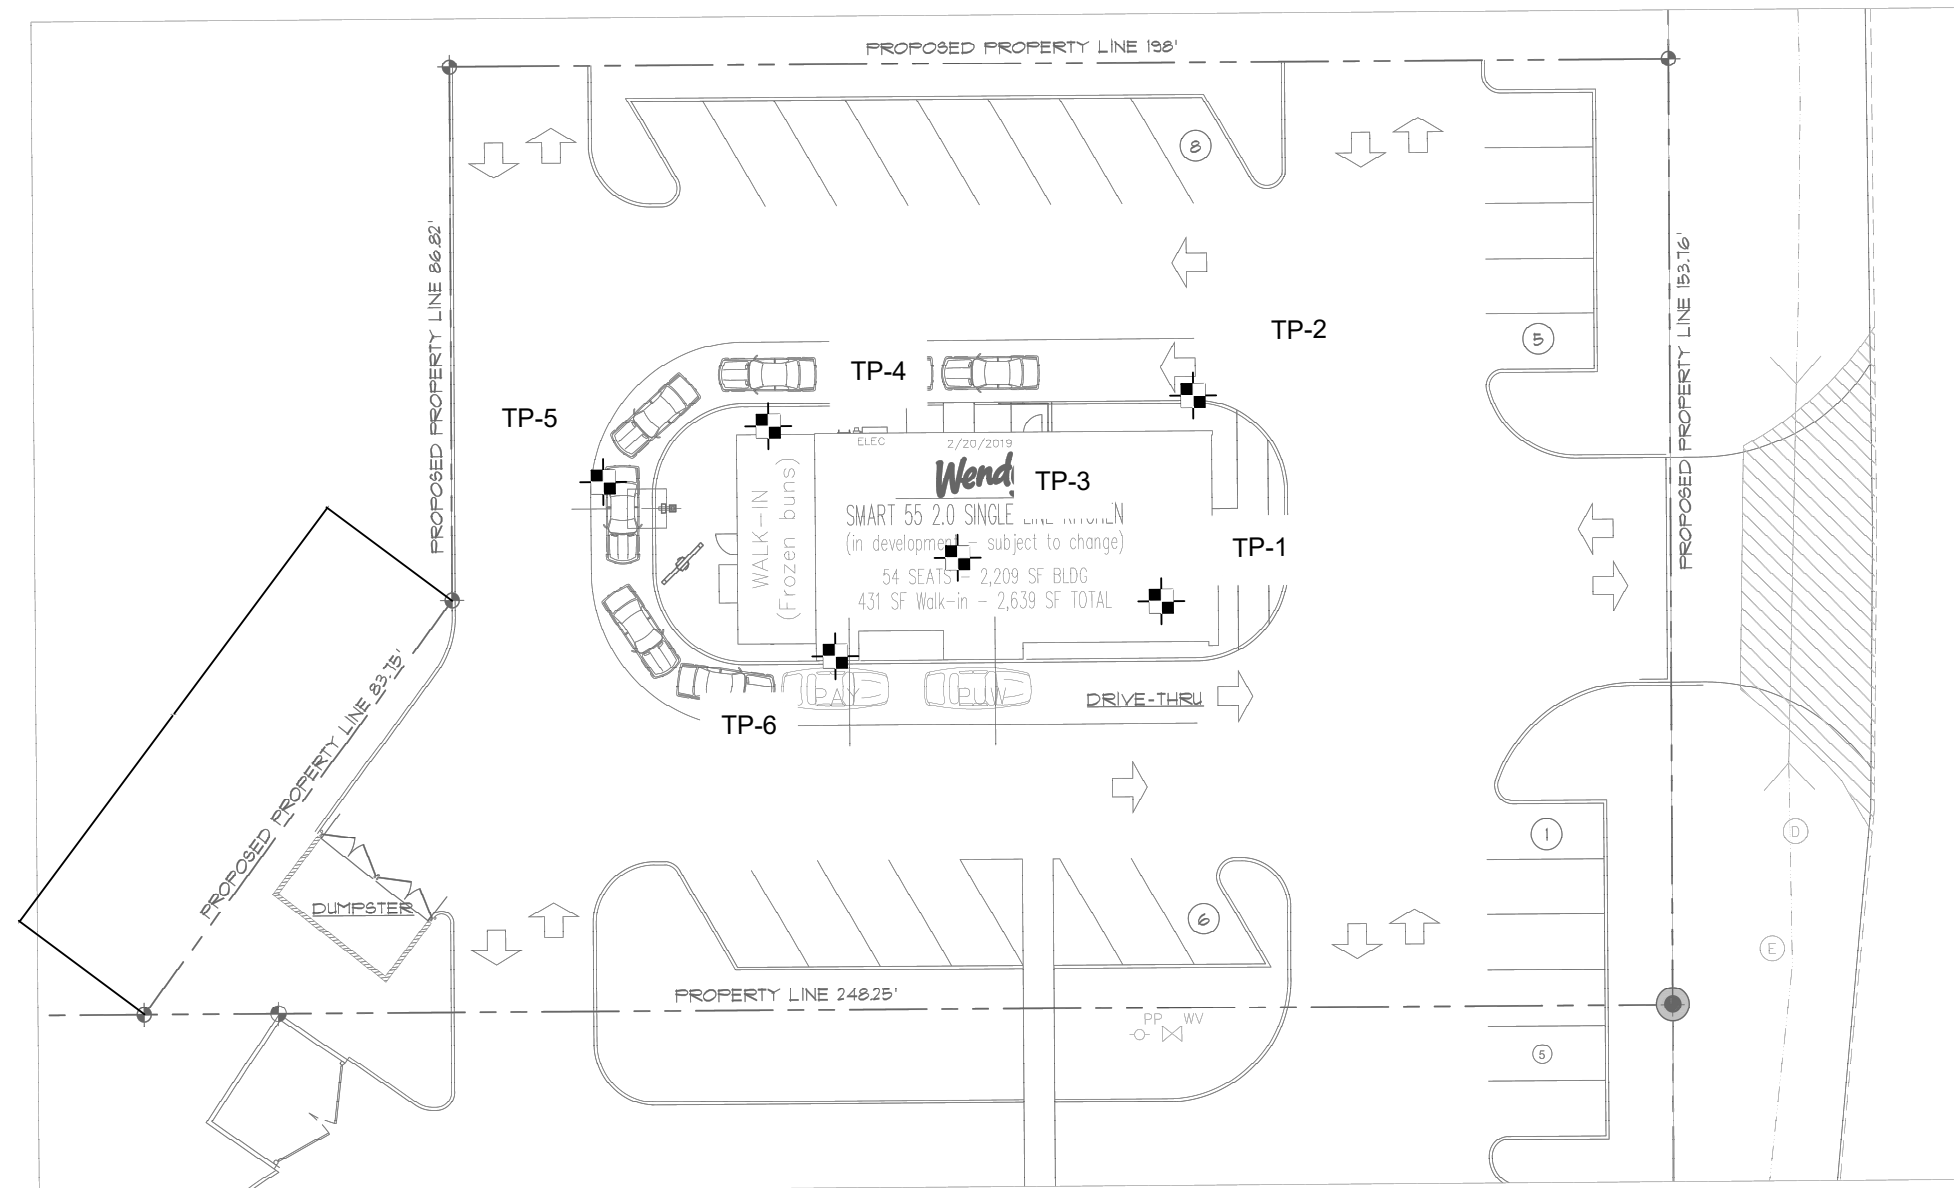 PROPOSED PROPERTY LINE 198'
8
PROPOSED PROPERTY LINE 86.82'
PROPOSED PROPERTY LINE 153.76'
TP-2
5
TP-4
TP-5
ELEC
2/20/2019
Wend
TP-3
WALK-IN
(Frozen buns)
SMART 55 2.0 SINGLE LINE KITCHEN
(in development - subject to change)
TP-1
54 SEATS - 2,209 SF BLDG
431 SF Walk-in - 2,639 SF TOTAL
PAY
PUW
DRIVE-THRU
TP-6
PROPOSED PROPERTY LINE 83.75'
1
D
DUMPSTER
6
E
PROPERTY LINE 248.25'
PP
WV
5